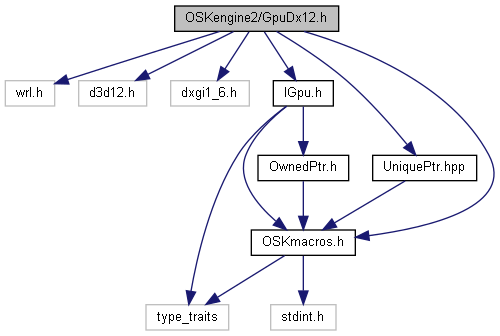 OSKengine2/GpuDx12.h
wrl.h
d3d12.h
dxgi1_6.h
IGpu.h
OwnedPtr.h
UniquePtr.hpp
OSKmacros.h
type_traits
stdint.h